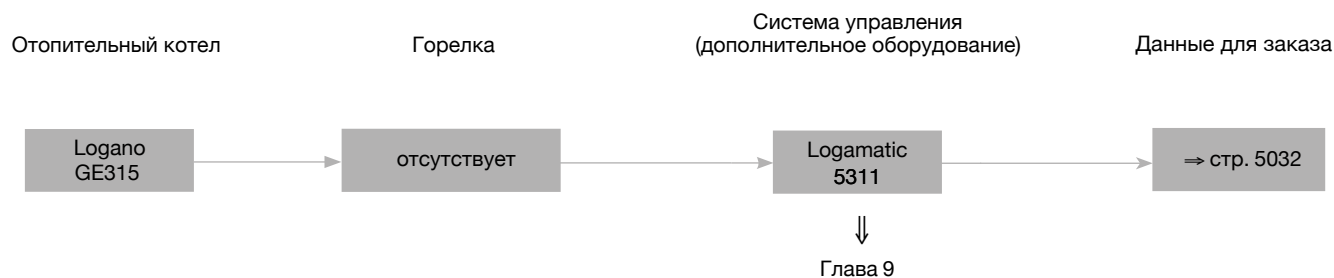 Отопительный котел
Горелка
Система управления
(дополнительное оборудование)
Данные для заказа
Logano
GE315
отсутствует
Logamatic
5311
⇒ стр. 5032
⇓
Глава 9